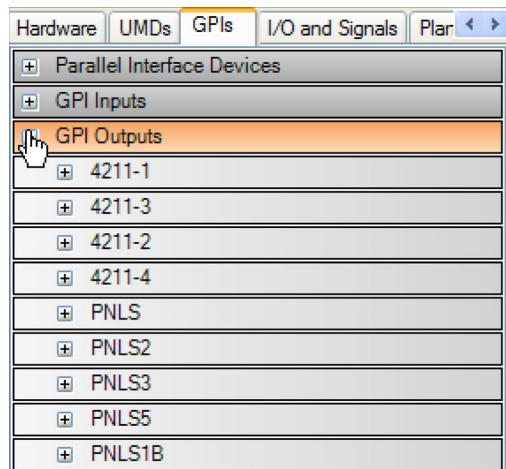 Hardware UMDs GPIs I/O and Signals Plan
Parallel Interface Devices
GPI Inputs
GPI Outputs
4211-1
4211-3
4211-2
4211-4
PNLS
PNLS2
PNLS3
PNLS5
PNLS1B